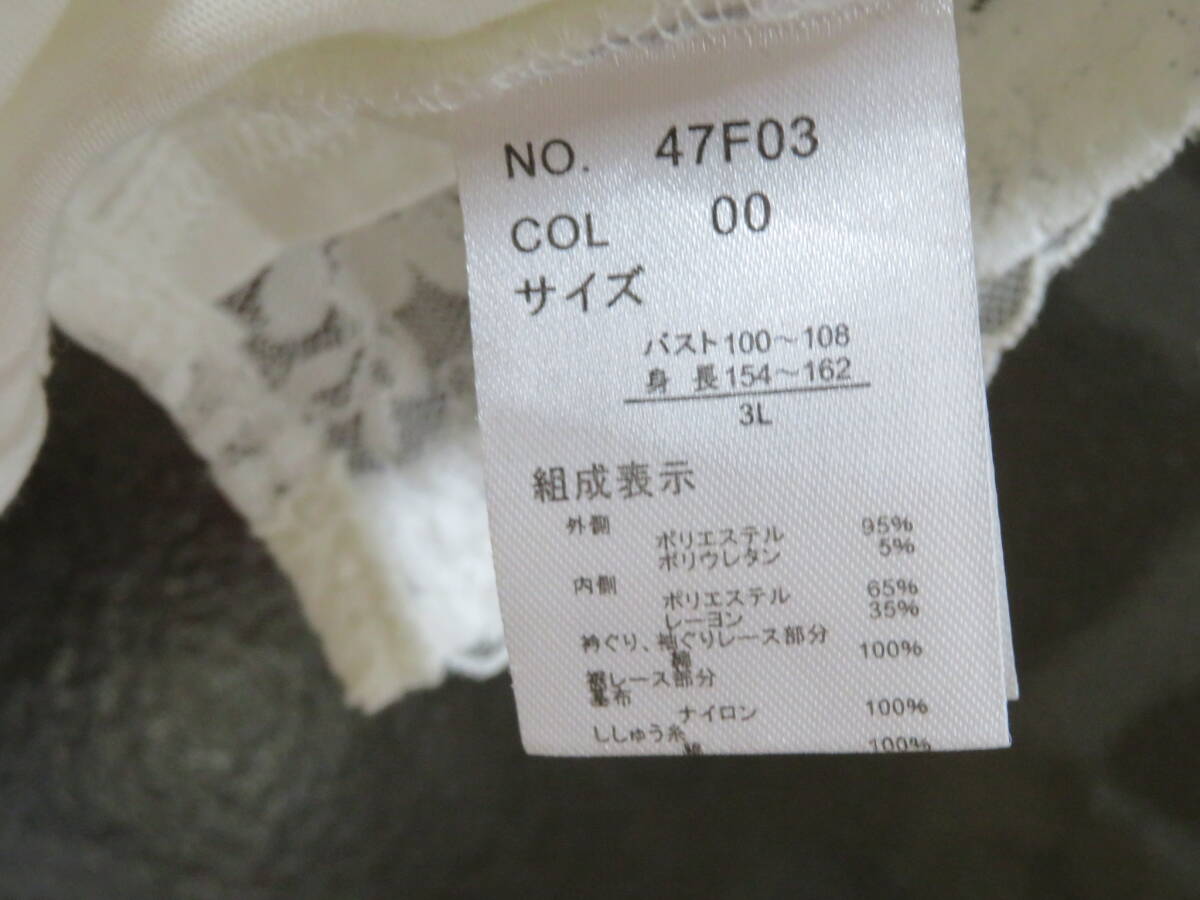 NO. 47F03
COL 00
サイズ
バスト100～108
身 長154～162
3L
組成表示
外側
ポリエステル 95%
ポリウレタン 5%
内側
ポリエステル 65%
レーヨン 35%
衿ぐり、袖ぐりレース部分
綿 100%
裾レース部分
基布
ナイロン 100%
ししゅう糸
綿 100%